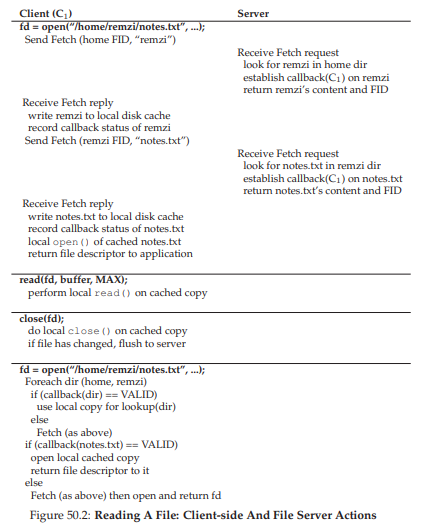 Client (C₁) Server
fd = open(“/home/remzi/notes.txt”, ...);
Send Fetch (home FID, “remzi”)
Receive Fetch request
look for remzi in home dir
establish callback(C₁) on remzi
return remzi’s content and FID
Receive Fetch reply
write remzi to local disk cache
record callback status of remzi
Send Fetch (remzi FID, “notes.txt”)
Receive Fetch request
look for notes.txt in remzi dir
establish callback(C₁) on notes.txt
return notes.txt’s content and FID
Receive Fetch reply
write notes.txt to local disk cache
record callback status of notes.txt
local open() of cached notes.txt
return file descriptor to application
read(fd, buffer, MAX);
perform local read() on cached copy
close(fd);
do local close() on cached copy
if file has changed, flush to server
fd = open(“/home/remzi/notes.txt”, ...);
Foreach dir (home, remzi)
if (callback(dir) == VALID)
use local copy for lookup(dir)
else
Fetch (as above)
if (callback(notes.txt) == VALID)
open local cached copy
return file descriptor to it
else
Fetch (as above) then open and return fd
Figure 50.2: Reading A File: Client-side And File Server Actions